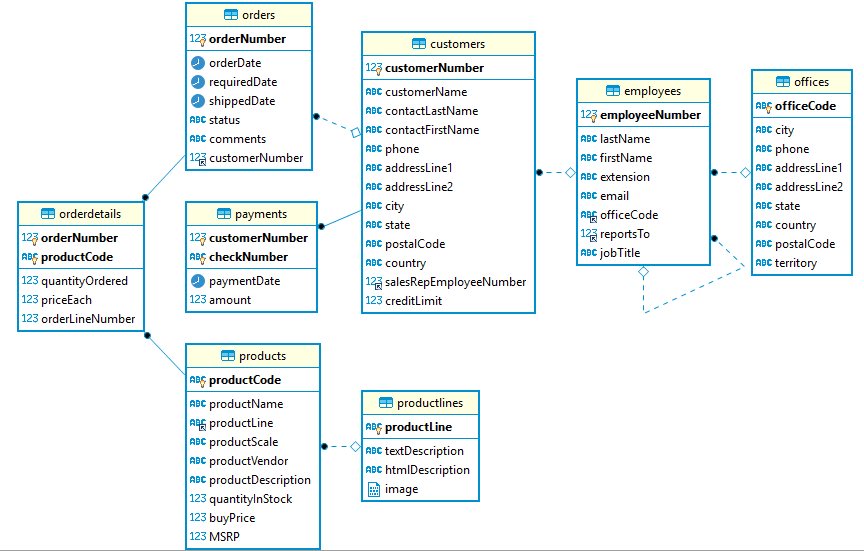 orders
123 orderNumber
orderDate
requiredDate
shippedDate
ABC status
ABC comments
123 customerNumber
customers
123 customerNumber
ABC customerName
ABC contactLastName
ABC contactFirstName
ABC phone
ABC addressLine1
ABC addressLine2
ABC city
ABC state
ABC postalCode
ABC country
123 salesRepEmployeeNumber
123 creditLimit
employees
123 employeeNumber
ABC lastName
ABC firstName
ABC extension
ABC email
ABC officeCode
123 reportsTo
ABC jobTitle
offices
ABC officeCode
ABC city
ABC phone
ABC addressLine1
ABC addressLine2
ABC state
ABC country
ABC postalCode
ABC territory
orderdetails
123 orderNumber
ABC productCode
123 quantityOrdered
123 priceEach
123 orderLineNumber
payments
123 customerNumber
ABC checkNumber
paymentDate
123 amount
products
ABC productCode
ABC productName
ABC productLine
ABC productScale
ABC productVendor
ABC productDescription
123 quantityInStock
123 buyPrice
123 MSRP
productlines
ABC productLine
ABC textDescription
ABC htmlDescription
image